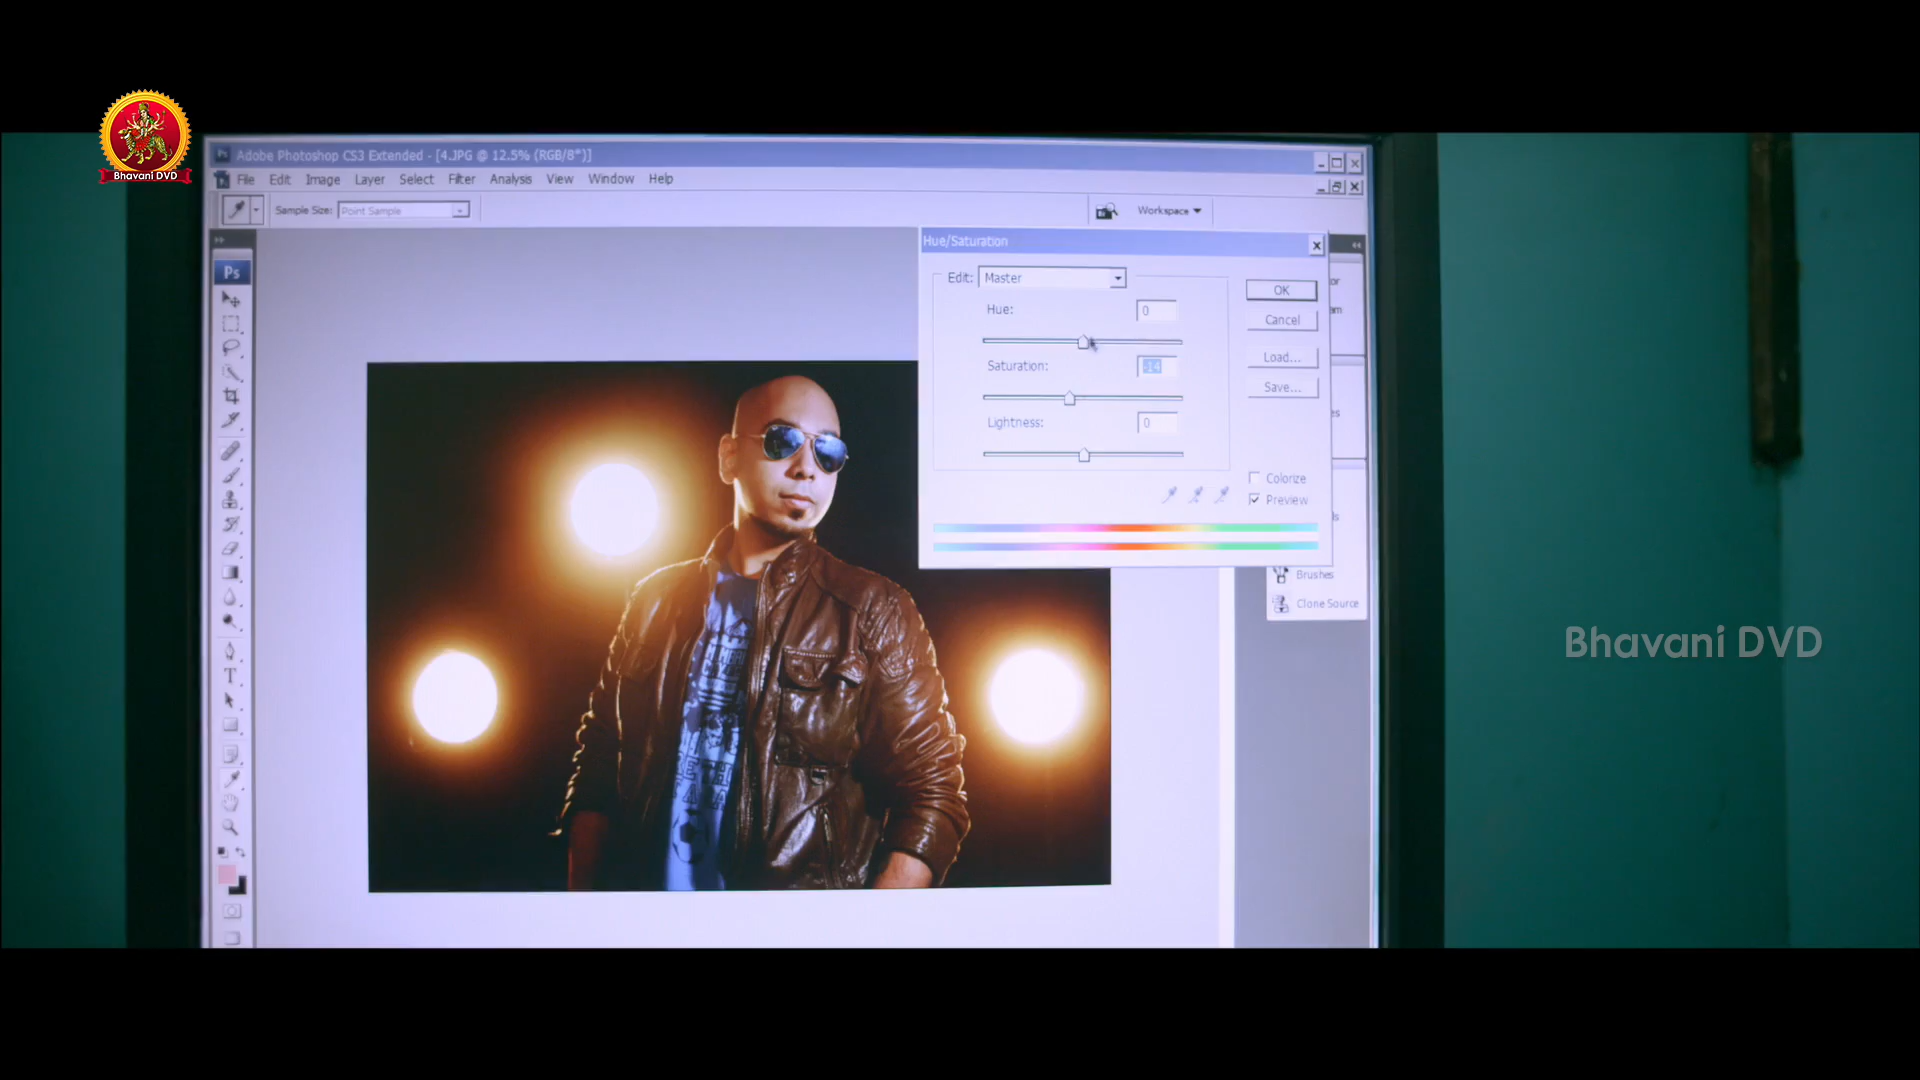 Bhavani DVD
Adobe Photoshop CS3 Extended - [4.JPG @ 12.5% (RGB/8*)]
File Edit Image Layer Select Filter Analysis View Window Help
Sample Size: Point Sample
Workspace
Ps
Hue/Saturation
Edit: Master
Hue: 0
Saturation: -14
Lightness: 0
OK
Cancel
Load...
Save...
Colorize
Preview
Brushes
Clone Source
Bhavani DVD